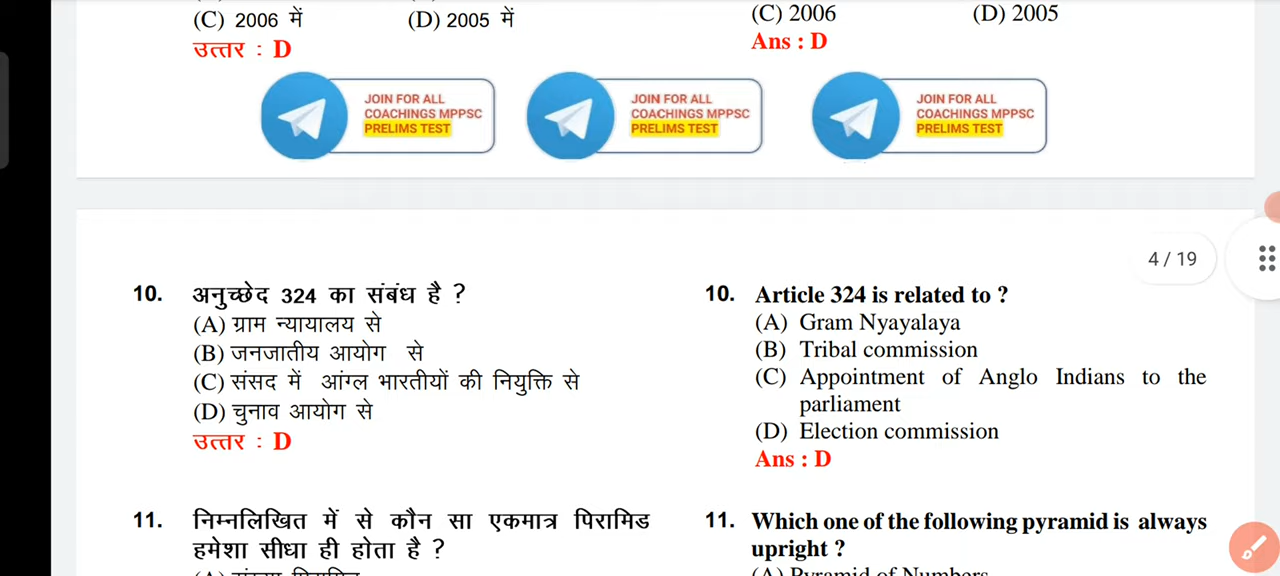 (C) 2006 में (D) 2005 में
उत्तर : D
(C) 2006 (D) 2005
Ans : D
JOIN FOR ALL
COACHINGS MPPSC
PRELIMS TEST
JOIN FOR ALL
COACHINGS MPPSC
PRELIMS TEST
JOIN FOR ALL
COACHINGS MPPSC
PRELIMS TEST
4 / 19
10. अनुच्छेद 324 का संबंध है ?
(A) ग्राम न्यायालय से
(B) जनजातीय आयोग से
(C) संसद में आंग्ल भारतीयों की नियुक्ति से
(D) चुनाव आयोग से
उत्तर : D
10. Article 324 is related to ?
(A) Gram Nyayalaya
(B) Tribal commission
(C) Appointment of Anglo Indians to the
parliament
(D) Election commission
Ans : D
11. निम्नलिखित में से कौन सा एकमात्र पिरामिड
हमेशा सीधा ही होता है ?
11. Which one of the following pyramid is always
upright ?
(A) Pyramid of Numbers